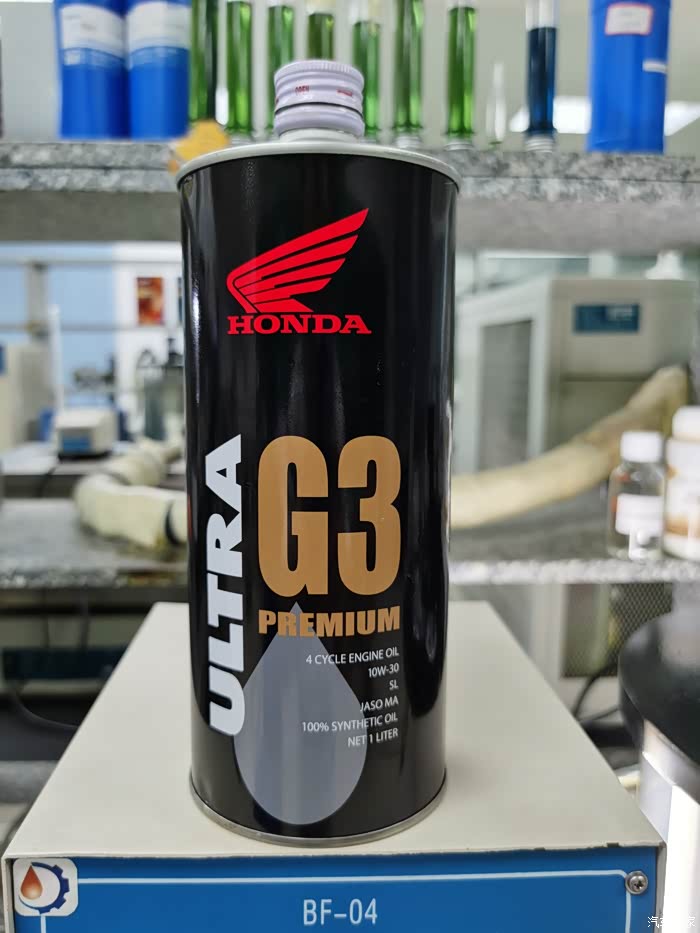 OPEN
HONDA
ULTRA
G3
PREMIUM
4 CYCLE ENGINE OIL
10W-30
SL
JASO MA
100% SYNTHETIC OIL
NET 1 LITER
BF-04